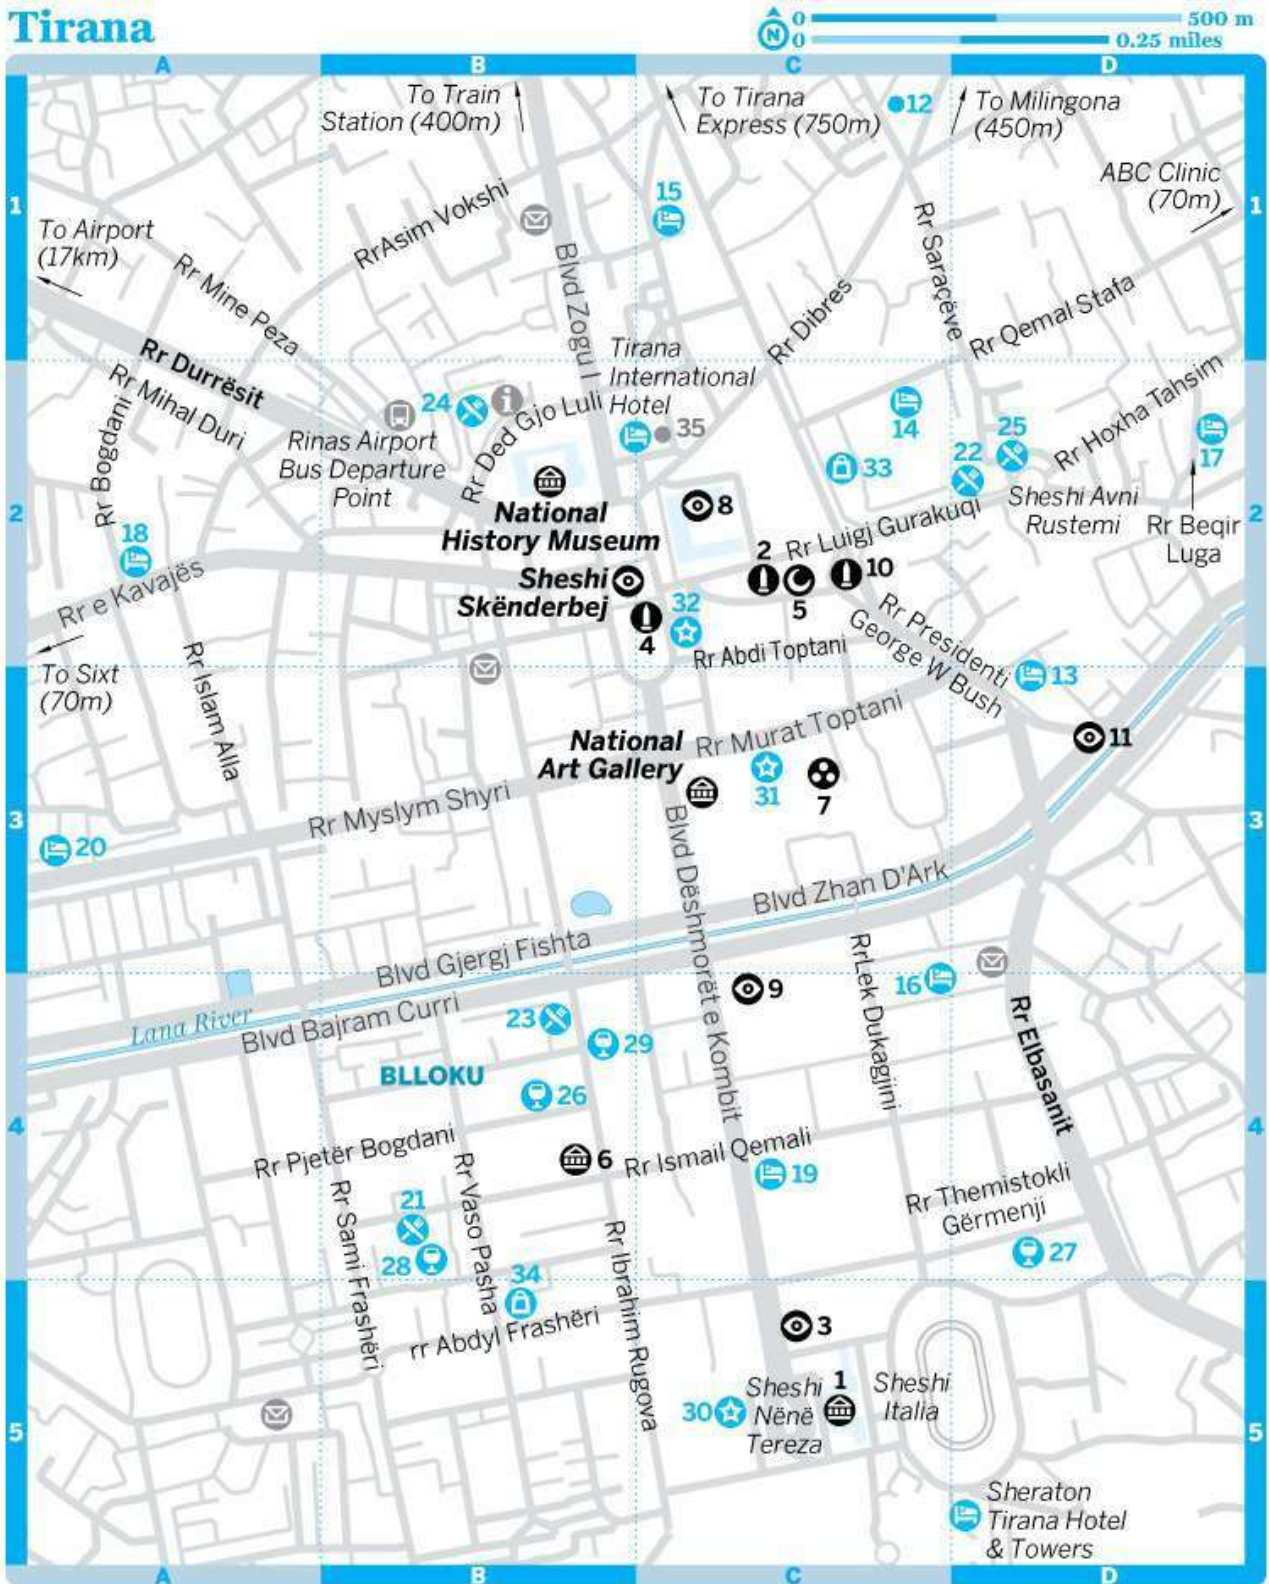 Tirana
0 500 m
N
0 0.25 miles
A B C D
To Train
Station (400m)
To Tirana
Express (750m)
12
To Milingona
(450m)
ABC Clinic
(70m)
1
1
To Airport
(17km)
RrAsim Vokshi
15
Rr Saraçëve
Rr Mine Peza
Blvd Zogu I
Rr Dibres
Rr Qemal Stafa
Rr Durrësit
Tirana
International
Hotel
Rr Mihal Duri
24
Rr Ded Gjo Luli
35
14
25
Rr Hoxha Tahsim
Rr Bogdani
Rinas Airport
Bus Departure
Point
33
22
17
2
National
History Museum
8
Sheshi Avni
Rustemi
Rr Beqir
Luga
2
18
Rr Luigj Gurakuqi
2
10
Sheshi
Skënderbej
5
Rr e Kavajës
32
4
Rr Abdi Toptani
Rr Presidenti
George W Bush
To Sixt
(70m)
Rr Islam Alla
13
National
Art Gallery
Rr Murat Toptani
11
31
7
Rr Myslym Shyri
3
3
20
Blvd Dëshmorët e Kombit
Blvd Zhan D'Ark
Blvd Gjergj Fishta
RrLek Dukagjini
16
9
Lana River
Blvd Bajram Curri
23
29
Rr Elbasanit
BLLOKU
26
4
4
Rr Pjetër Bogdani
6
Rr Ismail Qemali
19
Rr Sami Frashëri
21
Rr Vaso Pasha
Rr Themistokli
Gërmenji
28
Rr Ibrahim Rugova
27
34
rr Abdyl Frashëri
3
Sheshi
Nënë
Tereza
1
Sheshi
Italia
30
5
5
Sheraton
Tirana Hotel
& Towers
A B C D